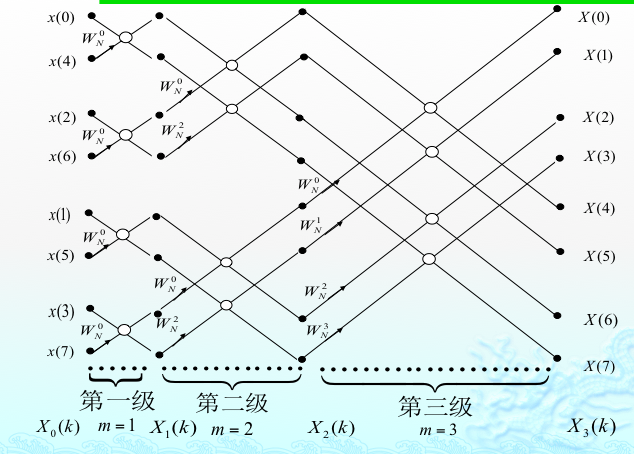 x(0) X(0)
W_N^0
x(4) X(1)
W_N^0
x(2) X(2)
W_N^0 W_N^2
x(6) X(3)
W_N^0
x(1) X(4)
W_N^0 W_N^1
x(5) X(5)
W_N^0 W_N^2
x(3) X(6)
W_N^0 W_N^2 W_N^3
x(7) X(7)
第一级 第二级 第三级
X_0(k) m=1 X_1(k) m=2 X_2(k) m=3 X_3(k)